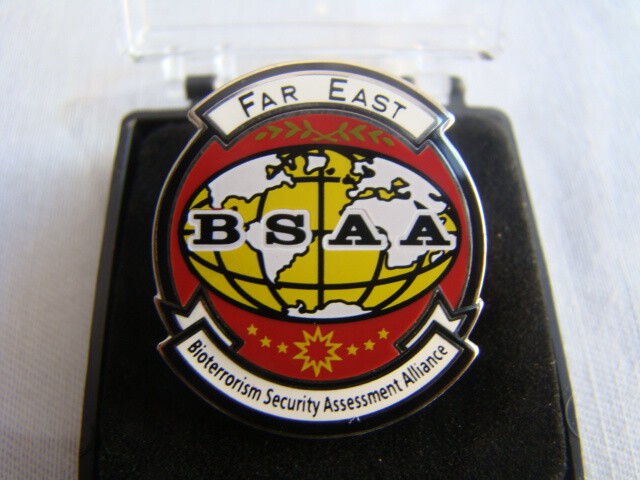 Far East
BSAA
Bioterrorism Security Assessment Alliance